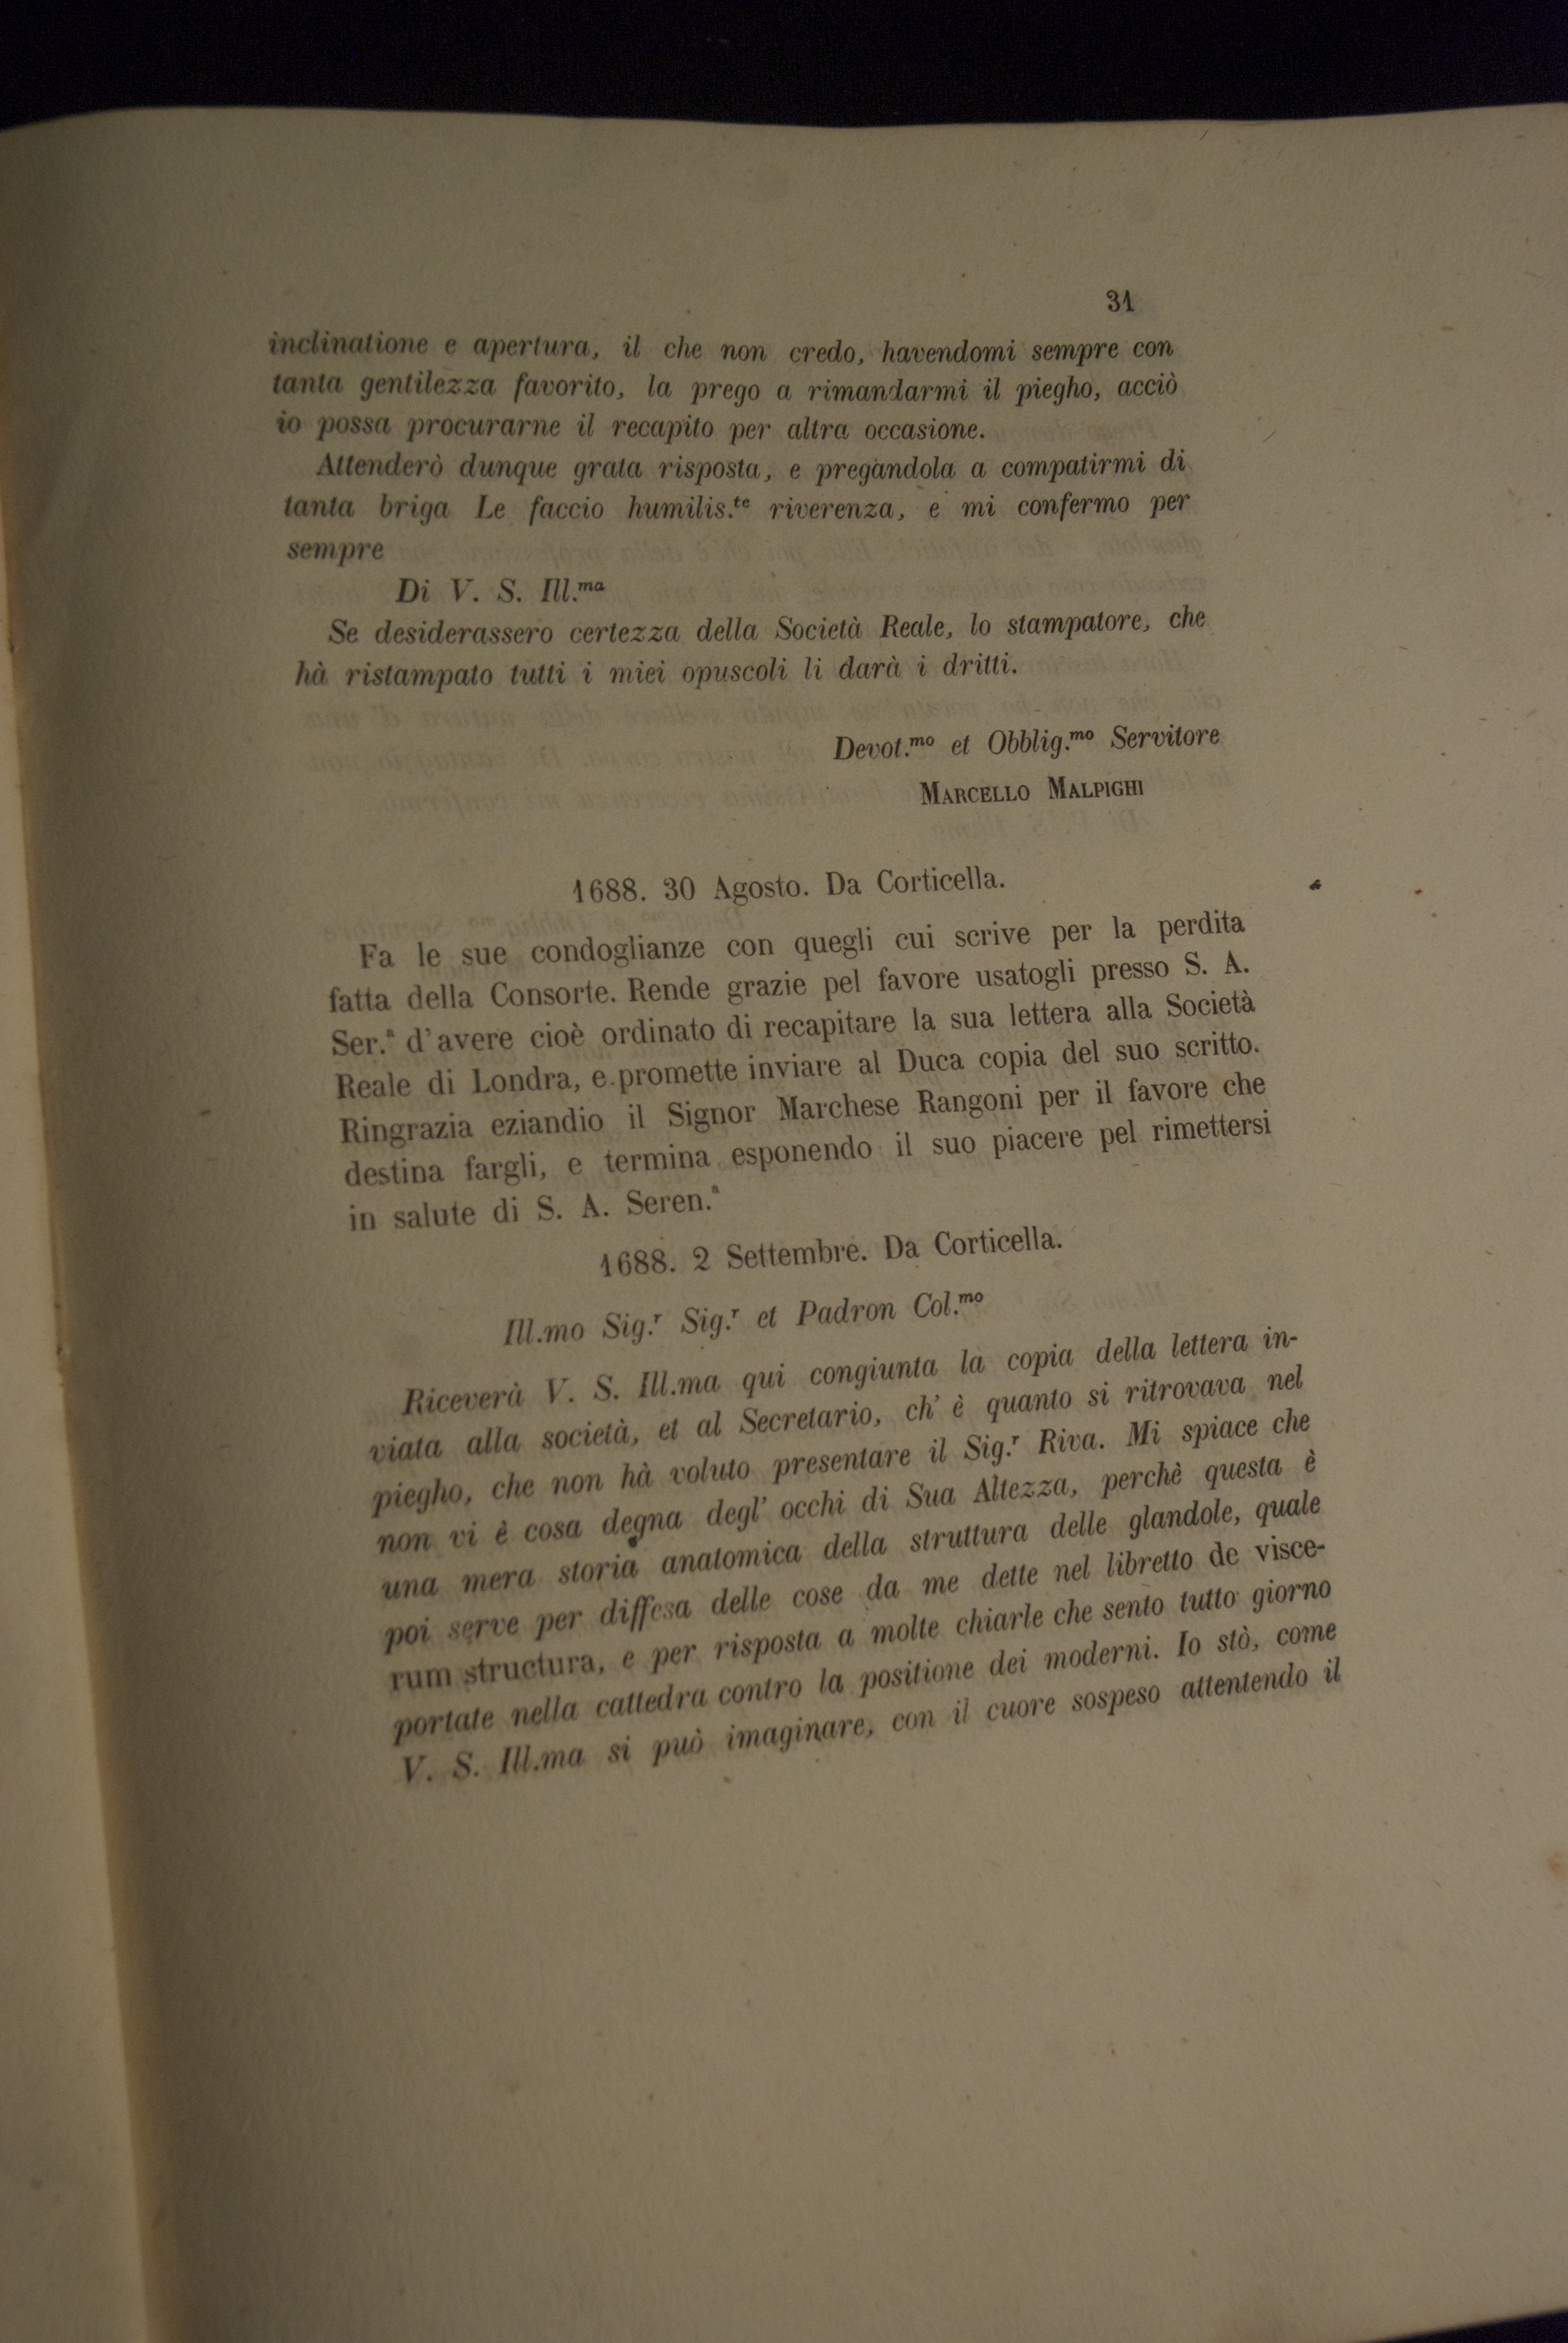 31
inclinatione e apertura, il che non credo, havendomi sempre con
tanta gentilezza favorito, la prego a rimandarmi il piegho, acciò
io possa procurarne il recapito per altra occasione.
Attenderò dunque grata risposta, e pregandola a compatirmi di
tanta briga Le faccio humilis.te riverenza, e mi confermo per
sempre
Di V. S. Ill.ma
Se desiderassero certezza della Società Reale, lo stampatore, che
hà ristampato tutti i miei opuscoli li darà i dritti.
Devot.mo et Obblig.mo Servitore
Marcello Malpighi
1688. 30 Agosto. Da Corticella.
Fa le sue condoglianze con quegli cui scrive per la perdita
fatta della Consorte. Rende grazie pel favore usatogli presso S. A.
Ser.a d'avere cioè ordinato di recapitare la sua lettera alla Società
Reale di Londra, e promette inviare al Duca copia del suo scritto.
Ringrazia eziandio il Signor Marchese Rangoni per il favore che
destina fargli, e termina esponendo il suo piacere pel rimettersi
in salute di S. A. Seren.a
1688. 2 Settembre. Da Corticella.
Ill.mo Sig.r Sig.r et Padron Col.mo
Riceverà V. S. Ill.ma qui congiunta la copia della lettera in-
viata alla società, et al Secretario, ch' è quanto si ritrovava nel
piegho, che non hà voluto presentare il Sig.r Riva. Mi spiace che
non vi è cosa degna degl' occhi di Sua Altezza, perchè questa è
una mera storia anatomica della struttura delle glandole, quale
poi serve per diffesa delle cose da me dette nel libretto de visce-
rum structura, e per risposta a molte chiarle che sento tutto giorno
portate nella cattedra contro la positione dei moderni. Io stò, come
V. S. Ill.ma si può imaginare, con il cuore sospeso attentendo il